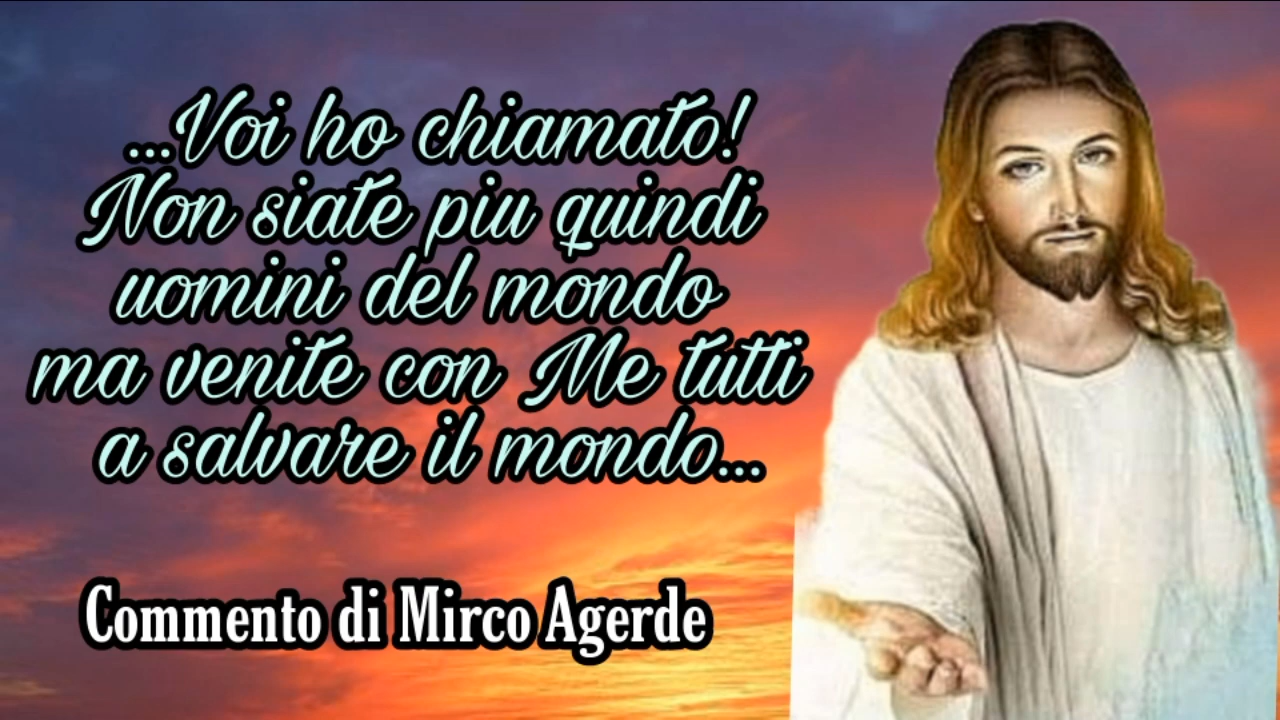 ...Voi ho chiamato!
Non siate piu quindi
uomini del mondo
ma venite con Me tutti
a salvare il mondo...
Commento di Mirco Agerde